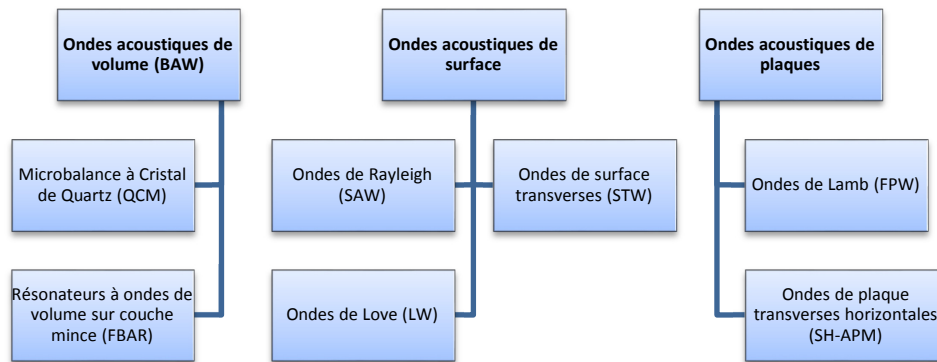 Ondes acoustiques de
volume (BAW)
Microbalance à Cristal
de Quartz (QCM)
Résonateurs à ondes de
volume sur couche
mince (FBAR)
Ondes acoustiques de
surface
Ondes de Rayleigh
(SAW)
Ondes de surface
transverses (STW)
Ondes de Love (LW)
Ondes acoustiques de
plaques
Ondes de Lamb (FPW)
Ondes de plaque
transverses horizontales
(SH-APM)